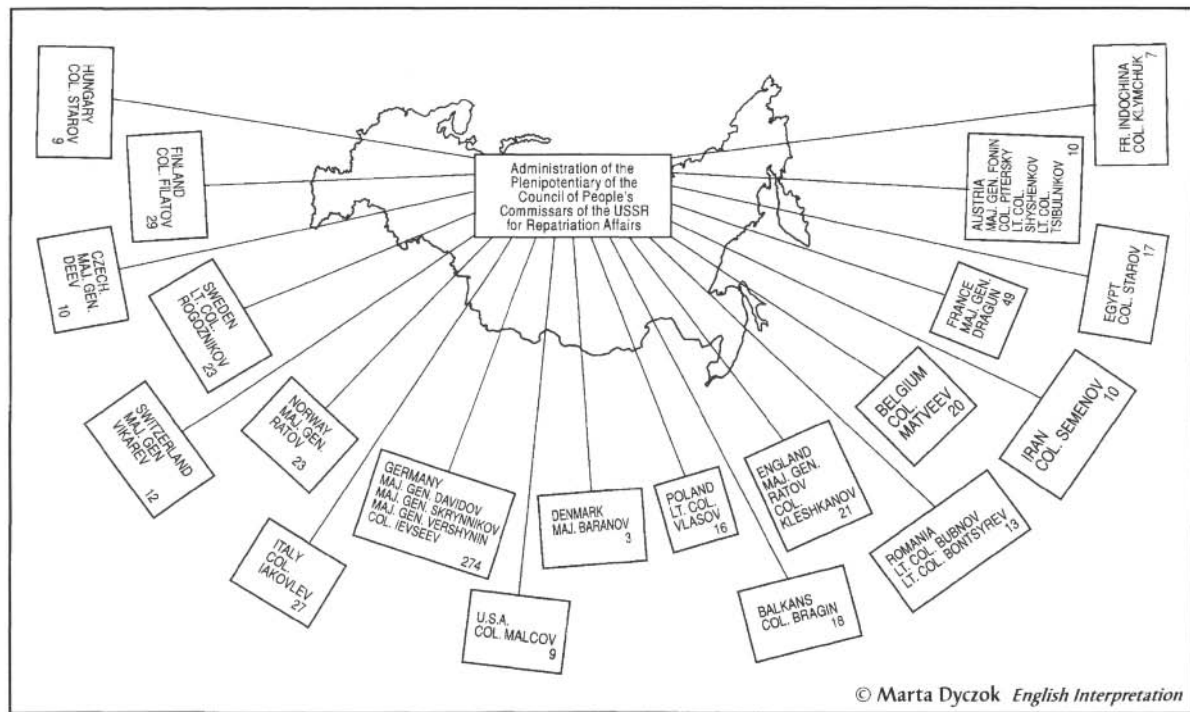 HUNGARY
COL. STAROV
9
FINLAND
COL. FILATOV
29
CZECH.
MAJ. GEN.
DEEV
10
SWEDEN
LT. COL.
ROGOZNIKOV
23
SWITZERLAND
MAJ. GEN
VIKAREV
12
NORWAY
MAJ. GEN.
RATOV
23
ITALY
COL.
IAKOVLEV
27
GERMANY
MAJ. GEN. DAVIDOV
MAJ. GEN. SKRYNNIKOV
MAJ. GEN. VERSHYNIN
COL. IEVSEEV
274
U.S.A.
COL. MALCOV
9
DENMARK
MAJ. BARANOV
3
POLAND
LT. COL.
VLASOV
16
BALKANS
COL. BRAGIN
18
ENGLAND
MAJ. GEN.
RATOV
COL.
KLESHKANOV
21
ROMANIA
LT. COL. BUBNOV
LT. COL. BONTSYREV
13
BELGIUM
COL
MATVEEV
20
IRAN
COL. SEMENOV
10
FRANCE
MAJ. GEN.
DRAGUN
49
EGYPT
COL. STAROV
17
AUSTRIA
MAJ. GEN. FONIN
COL. PITERSKY
LT. COL.
SHYSHENKOV
LT. COL.
TSIBULNIKOV
10
FR. INDOCHINA
COL. KLYMCHUK
7
Administration of the
Plenipotentiary of the
Council of People's
Commissars of the USSR
for Repatriation Affairs
© Marta Dyczok English Interpretation